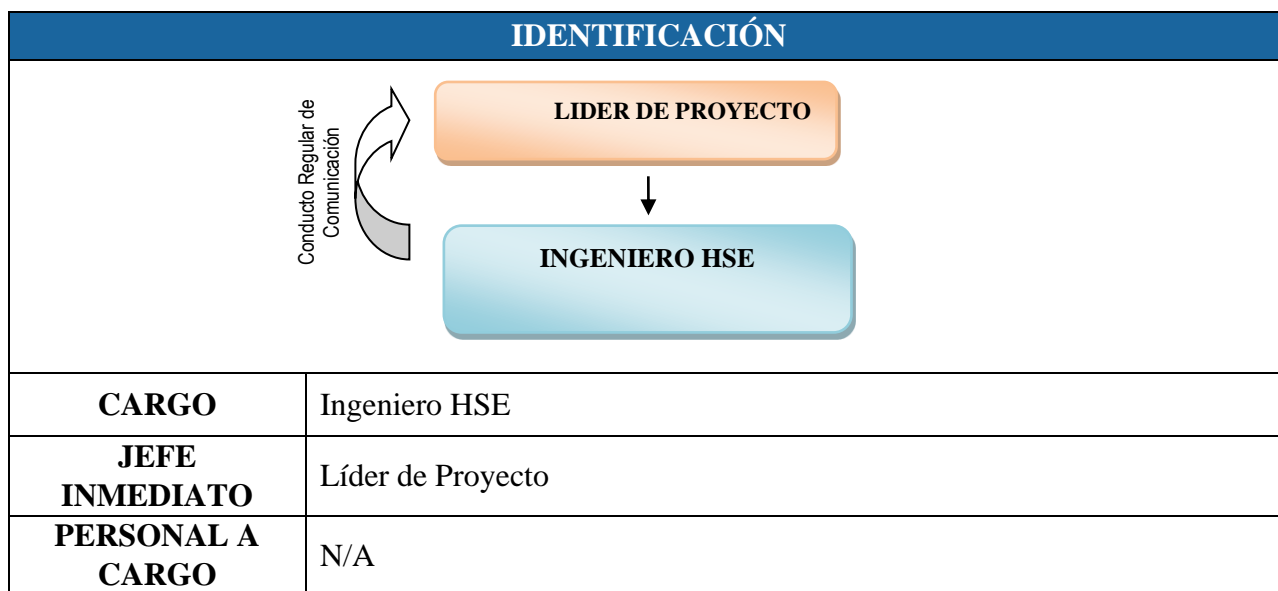 IDENTIFICACIÓN
Conducto Regular de
Comunicación
LIDER DE PROYECTO
INGENIERO HSE
CARGO
Ingeniero HSE
JEFE
INMEDIATO
Líder de Proyecto
PERSONAL A
CARGO
N/A